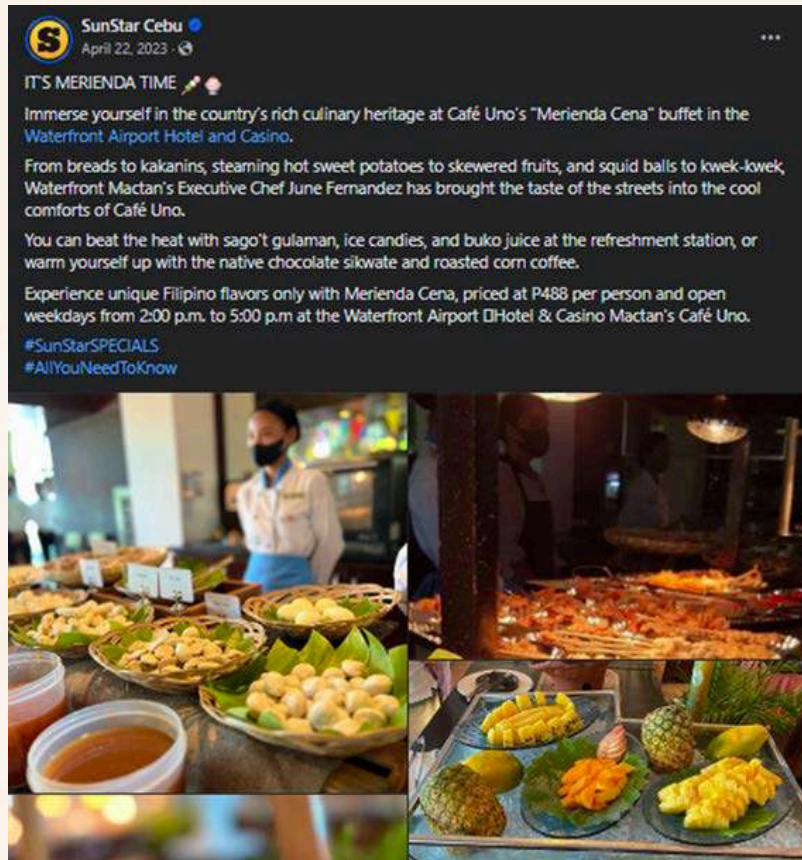 SunStar Cebu
April 22, 2023 ·
IT'S MERIENDA TIME
Immerse yourself in the country's rich culinary heritage at Café Uno's "Merienda Cena" buffet in the
Waterfront Airport Hotel and Casino.
From breads to kakanins, steaming hot sweet potatoes to skewered fruits, and squid balls to kwek-kwek,
Waterfront Mactan's Executive Chef June Fernandez has brought the taste of the streets into the cool
comforts of Café Uno.
You can beat the heat with sago't gulaman, ice candies, and buko juice at the refreshment station, or
warm yourself up with the native chocolate sikwate and roasted corn coffee.
Experience unique Filipino flavors only with Merienda Cena, priced at P488 per person and open
weekdays from 2:00 p.m. to 5:00 p.m at the Waterfront Airport Hotel & Casino Mactan's Café Uno.
#SunStarSPECIALS
#AllYouNeedToKnow